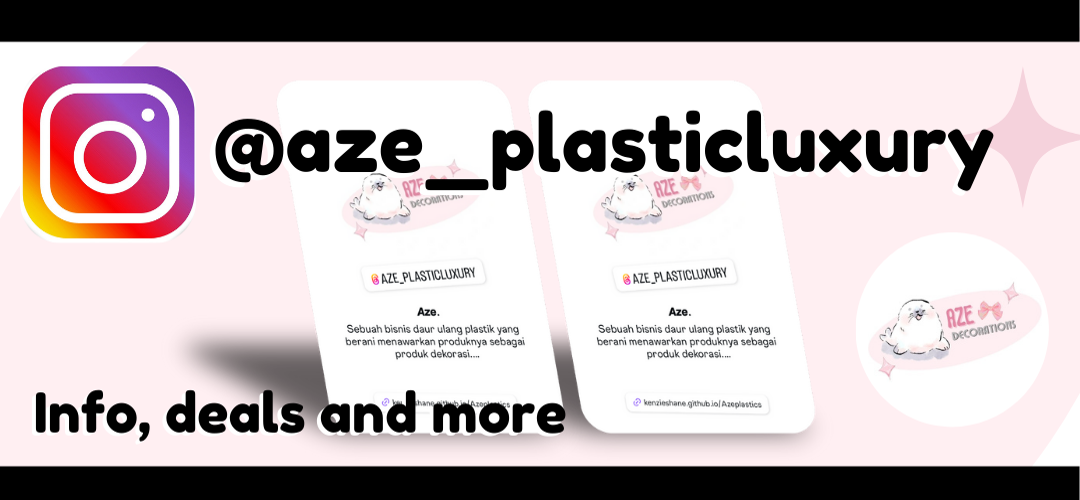 @aze_plasticluxury
AZE
DECORATIONS
AZE_PLASTICLUXURY
Aze.
Sebuah bisnis daur ulang plastik yang
berani menawarkan produknya sebagai
produk dekorasi....
AZE
DECORATIONS
AZE_PLASTICLUXURY
Aze.
Sebuah bisnis daur ulang plastik yang
berani menawarkan produknya sebagai
produk dekorasi....
kenzieshane.github.io/Azeplastics
AZE
DECORATIONS
Info, deals and more